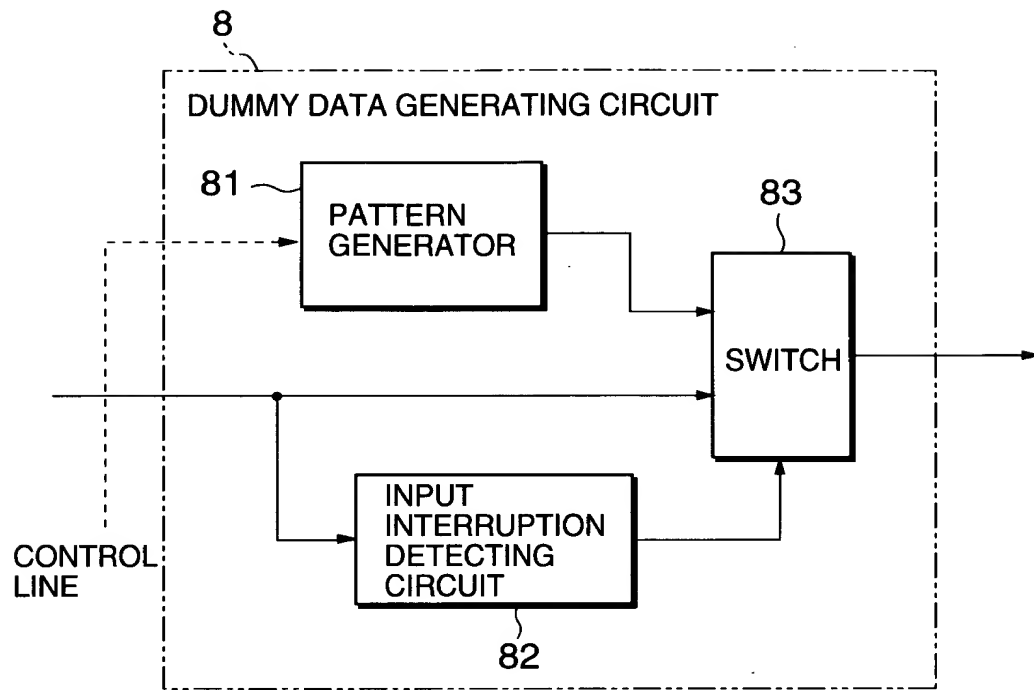 8
DUMMY DATA GENERATING CIRCUIT
81
PATTERN
GENERATOR
83
SWITCH
INPUT
INTERRUPTION
DETECTING
CIRCUIT
CONTROL
LINE
82